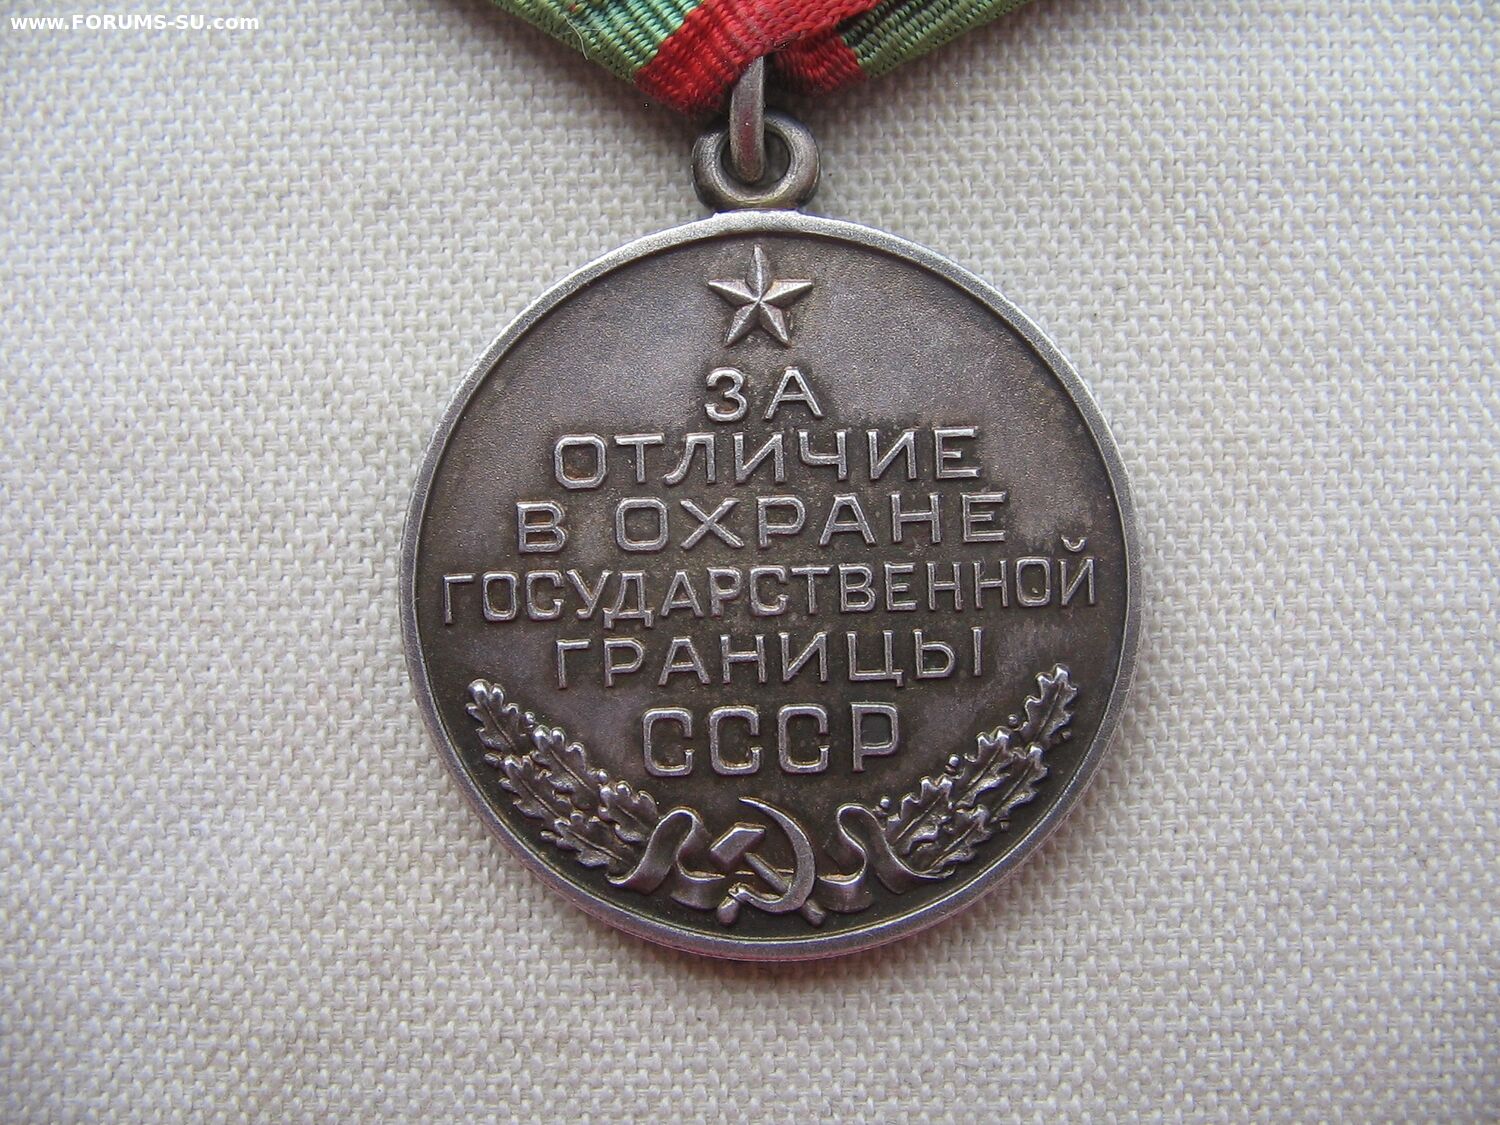 www.FORUMS-SU.com
ЗА
ОТЛИЧИЕ
В ОХРАНЕ
ГОСУДАРСТВЕННОЙ
ГРАНИЦЫ
СССР